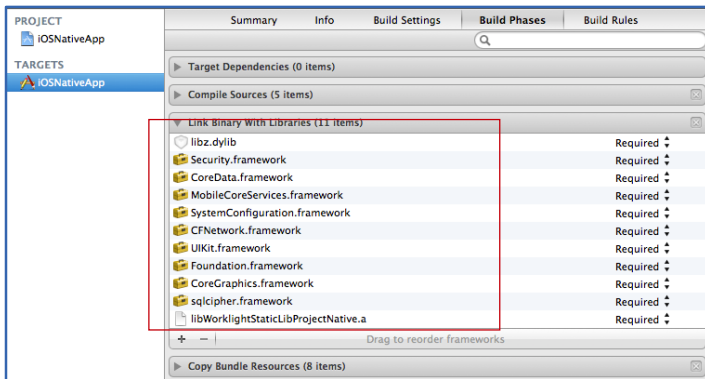 PROJECT
iOSNativeApp
TARGETS
iOSNativeApp
Summary Info Build Settings Build Phases Build Rules
Target Dependencies (0 items)
Compile Sources (5 items)
Link Binary With Libraries (11 items)
libz.dylib Required
Security.framework Required
CoreData.framework Required
MobileCoreServices.framework Required
SystemConfiguration.framework Required
CFNetwork.framework Required
UIKit.framework Required
Foundation.framework Required
CoreGraphics.framework Required
sqlcipher.framework Required
libWorklightStaticLibProjectNative.a Required
+ − Drag to reorder frameworks
Copy Bundle Resources (8 items)